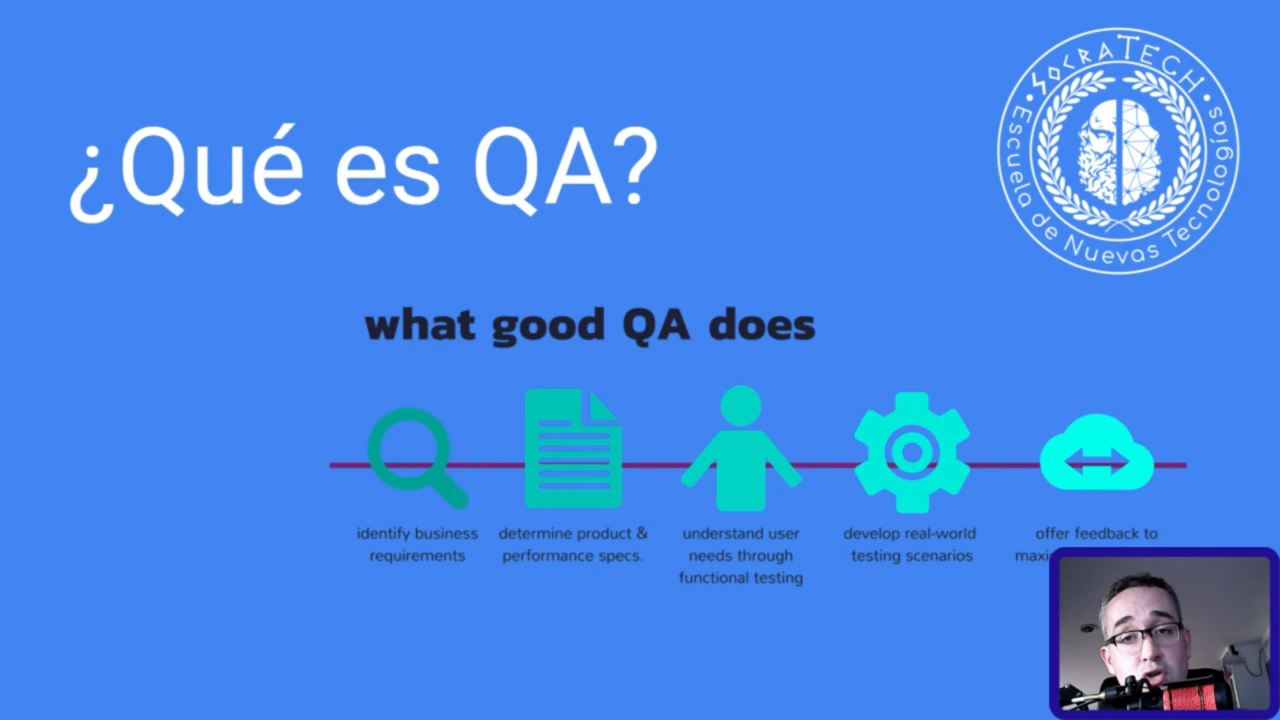 ¿Qué es QA?
SOCRATECH
Escuela de Nuevas Tecnologías
what good QA does
identify business
requirements
determine product &
performance specs.
understand user
needs through
functional testing
develop real-world
testing scenarios
offer feedback to